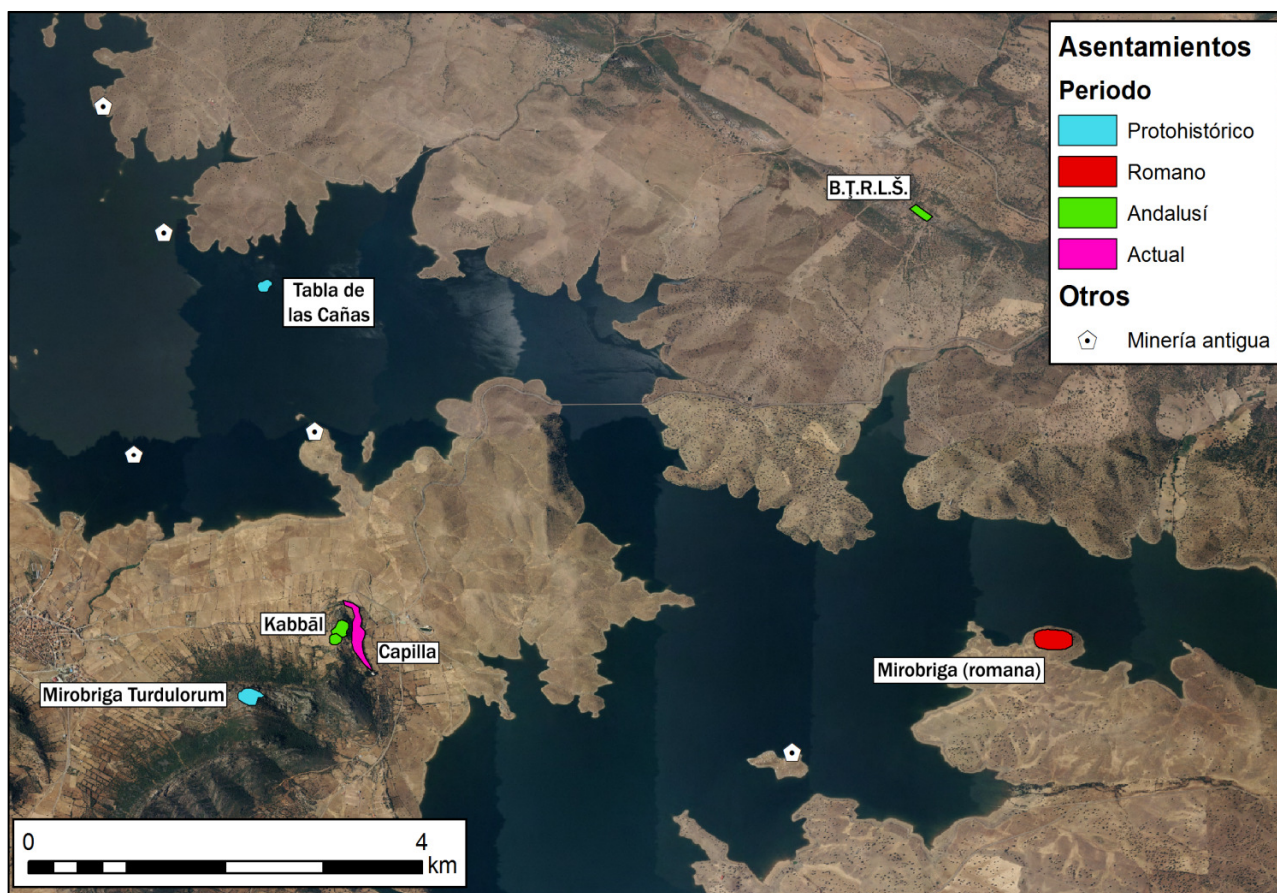 Asentamientos
Periodo
Protohistórico
Romano
Andalusí
Actual
Otros
Minería antigua
B.Ṭ.R.L.Š.
Tabla de
las Cañas
Kabbāl
Capilla
Mirobriga Turdulorum
Mirobriga (romana)
0
4
km